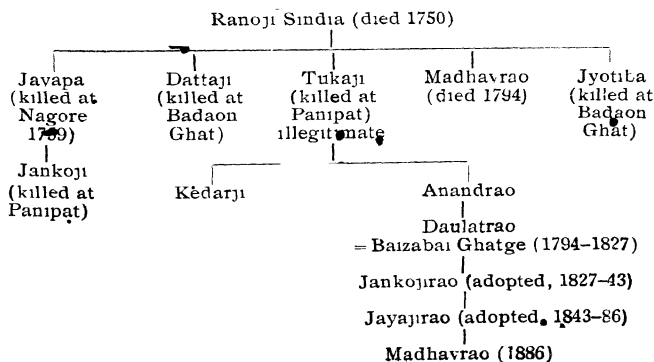 Ranoji Sindia (died 1750)
Jayapa
(killed at
Nagore
Jankoji
(killed at
Panipat)
Dattaji
(killed at
Badaon
Ghat)
Tukaji
(killed at
Panipat)
illegitimate
Madhavrao
(died 1794)
Jyotiba
(killed at
Badaon
Ghat)
Kedarji
Anandrao
Daulatrao
= Baizabai Ghatge (1794–1827)
Jankojirao (adopted, 1827–43)
Jayajirao (adopted, 1843–86)
Madhavrao (1886)